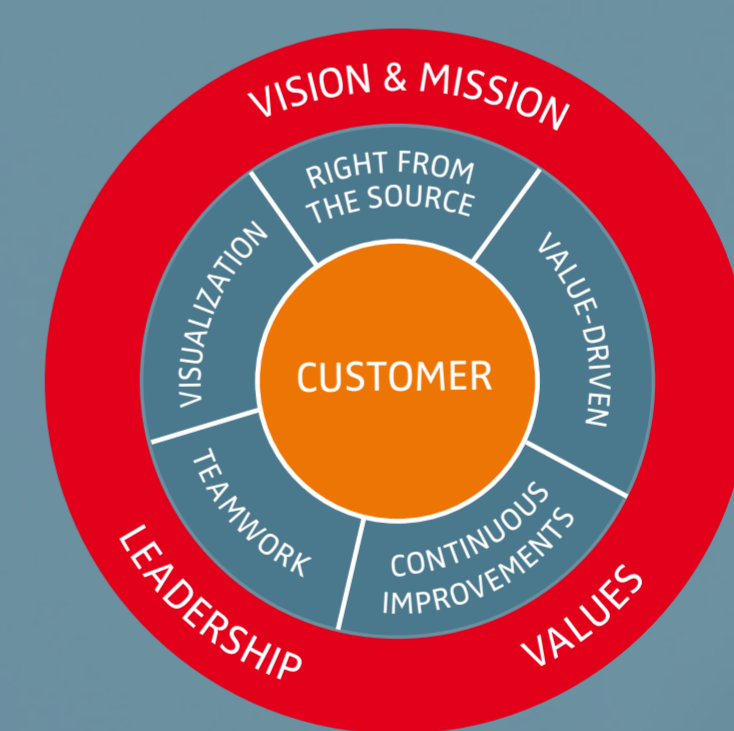 VISION & MISSION
RIGHT FROM
THE SOURCE
VISUALIZATION
VALUE-DRIVEN
CUSTOMER
TEAMWORK
CONTINUOUS
IMPROVEMENTS
LEADERSHIP
VALUES